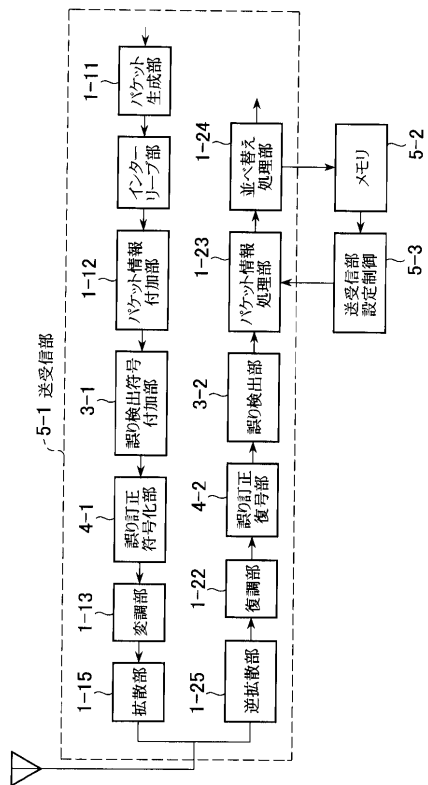 5-1 送受信部
1-11
パケット
生成部
インター
リーブ部
1-12
パケット情報
付加部
3-1
誤り検出符号
付加部
4-1
誤り訂正
符号化部
1-13
変調部
1-15
拡散部
1-25
逆拡散部
1-22
復調部
4-2
誤り訂正
復号部
3-2
誤り検出部
1-23
パケット情報
処理部
1-24
並べ替え
処理部
メモリ
5-2
送受信部
設定制御
5-3